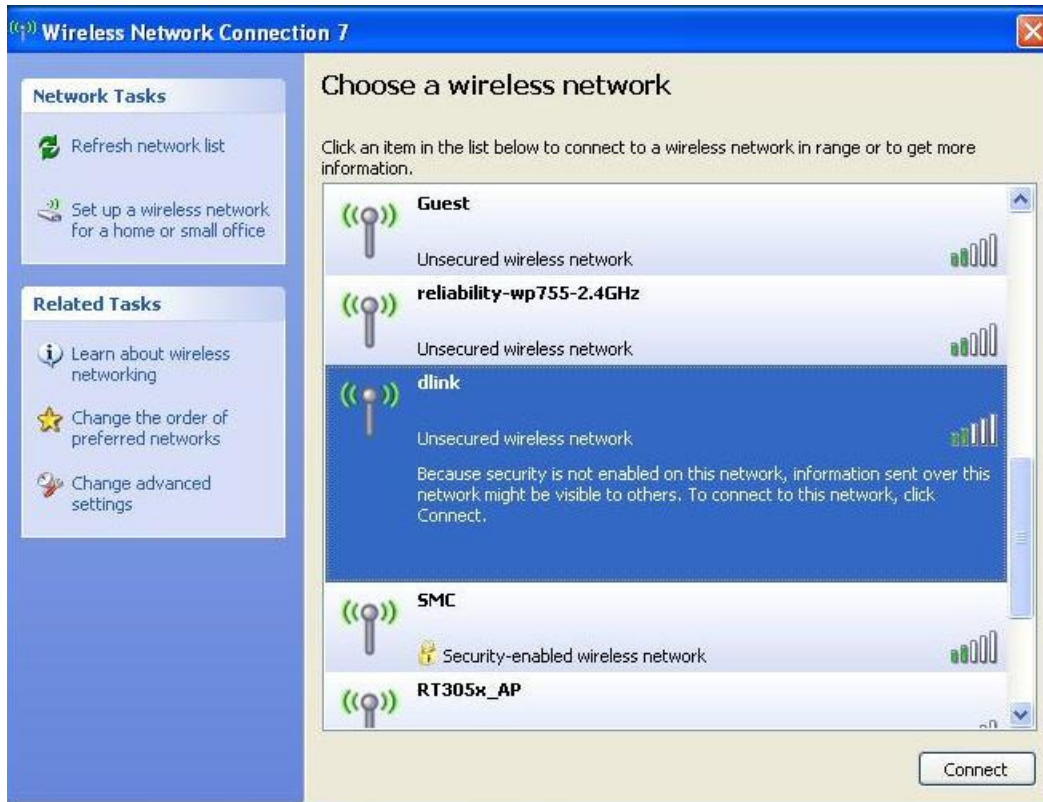 Wireless Network Connection 7
Network Tasks
Refresh network list
Set up a wireless network
for a home or small office
Related Tasks
Learn about wireless
networking
Change the order of
preferred networks
Change advanced
settings
Choose a wireless network
Click an item in the list below to connect to a wireless network in range or to get more
information.
Guest
Unsecured wireless network
reliability-wp755-2.4GHz
Unsecured wireless network
dlink
Unsecured wireless network
Because security is not enabled on this network, information sent over this
network might be visible to others. To connect to this network, click
Connect.
SMC
Security-enabled wireless network
RT305x_AP
Connect